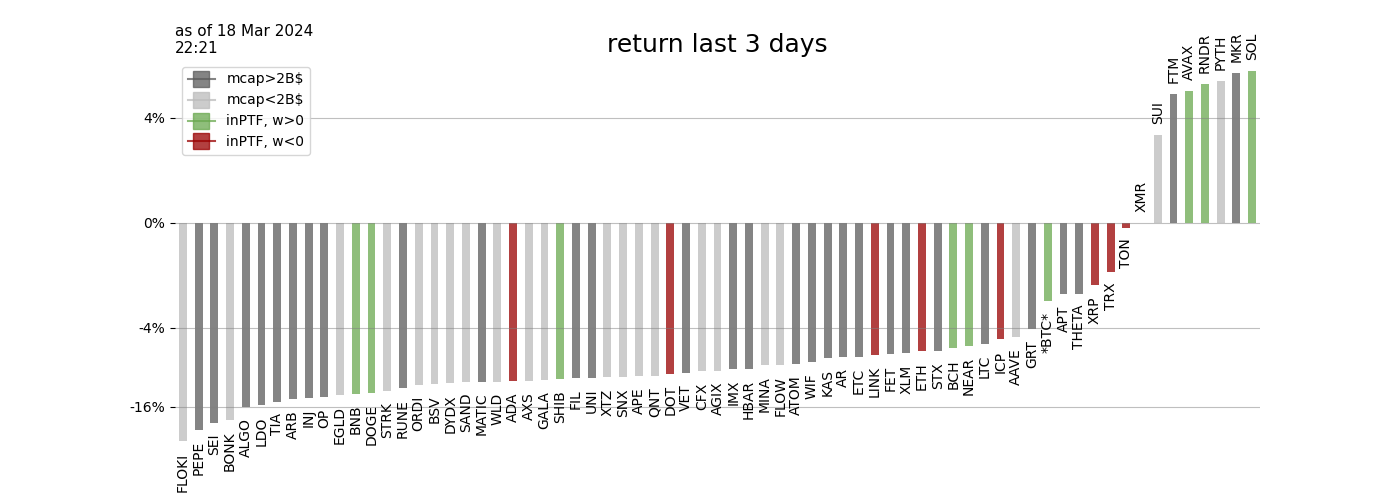 as of 18 Mar 2024
22:21
return last 3 days
mcap>2B$
mcap<2B$
inPTF, w>0
inPTF, w<0
4%
0%
-4%
-16%
FLOKI
PEPE
SEI
BONK
ALGO
LDO
TIA
ARB
INJ
OP
EGLD
BNB
DOGE
STRK
RUNE
ORDI
BSV
DYDX
SAND
MATIC
WLD
ADA
AXS
GALA
SHIB
FIL
UNI
XTZ
SNX
APE
QNT
DOT
VET
CFX
AGIX
IMX
HBAR
MINA
FLOW
ATOM
WIF
KAS
AR
ETC
LINK
FET
XLM
ETH
STX
BCH
NEAR
LTC
ICP
AAVE
GRT
*BTC*
APT
THETA
XRP
TRX
TON
XMR
SUI
FTM
AVAX
RNDR
PYTH
MKR
SOL